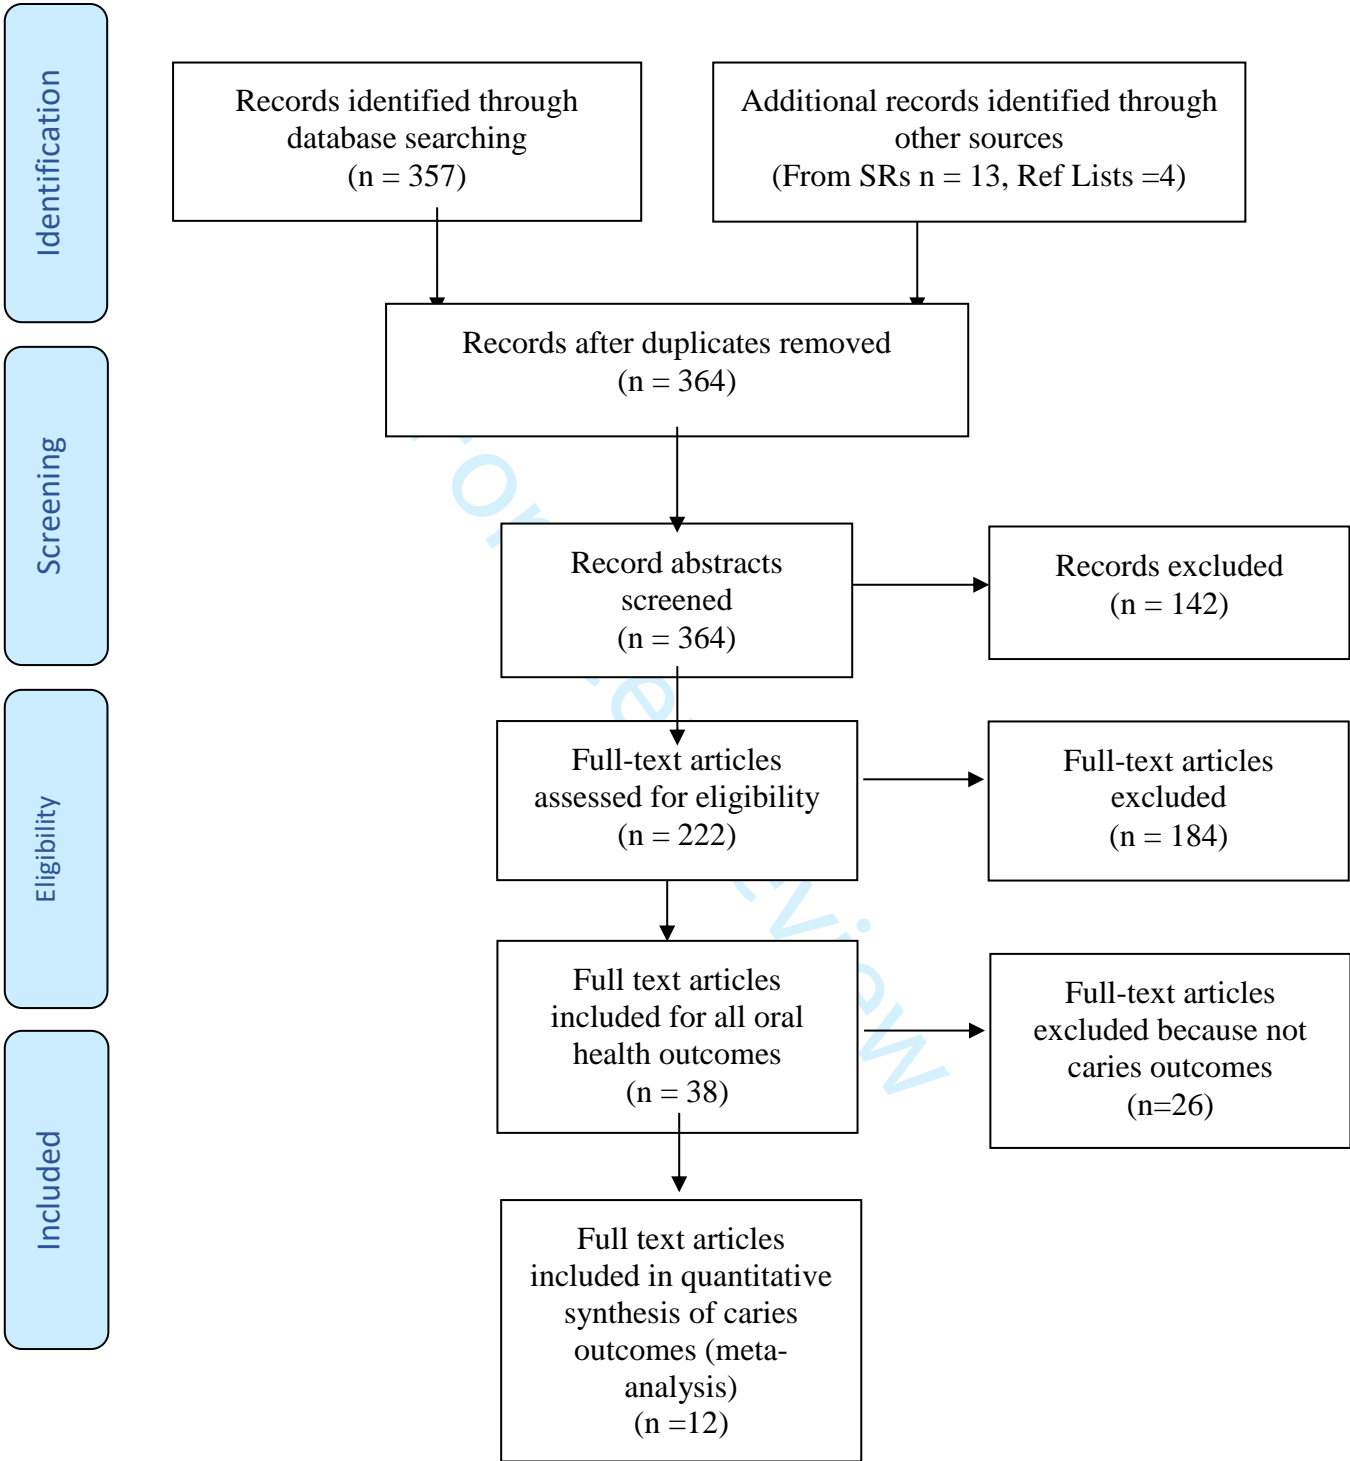 Identification
Records identified through
database searching
(n = 357)
Additional records identified through
other sources
(From SRs n = 13, Ref Lists =4)
Records after duplicates removed
(n = 364)
Screening
Record abstracts
screened
(n = 364)
Records excluded
(n = 142)
Eligibility
Full-text articles
assessed for eligibility
(n = 222)
Full-text articles
excluded
(n = 184)
Full text articles
included for all oral
health outcomes
(n = 38)
Full-text articles
excluded because not
caries outcomes
(n=26)
Included
Full text articles
included in quantitative
synthesis of caries
outcomes (meta-
analysis)
(n =12)